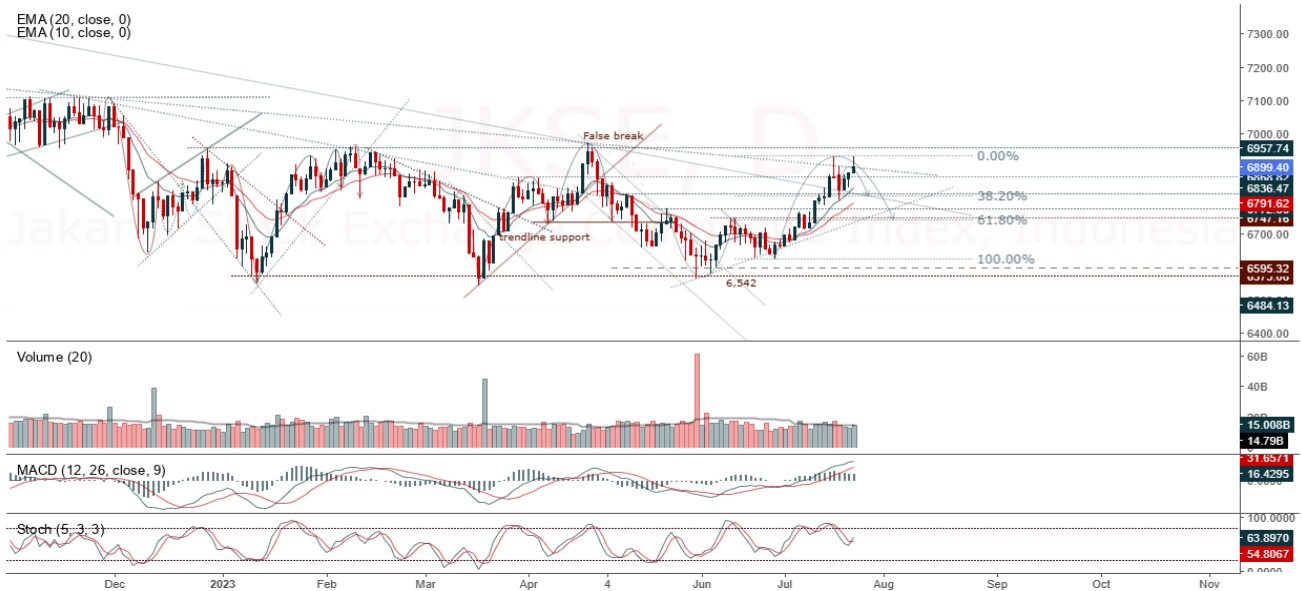 EMA (20, close, 0)
EMA (10, close, 0)
7300.00
7200.00
7100.00
7000.00
6957.74
6899.40
6836.47
6791.62
6700.00
6595.32
6484.13
6400.00
JKSE, D
False break
trendline support
6,542
0.00%
38.20%
61.80%
100.00%
Volume (20)
60B
40B
15.008B
14.79B
MACD (12, 26, close, 9)
31.6571
16.4295
Stoch (5, 3, 3)
100.0000
63.8970
54.8067
Dec
2023
Feb
Mar
Apr
4
Jun
Jul
Aug
Sep
Oct
Nov